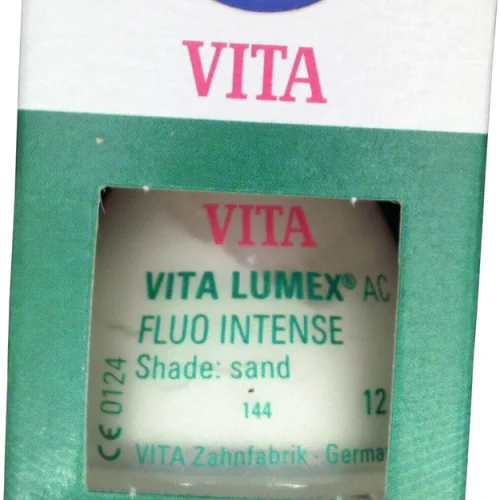 VITA
VITA
VITA LUMEX® AC
FLUO INTENSE
Shade: sand
144
12
CE 0124
VITA Zahnfabrik · Germa